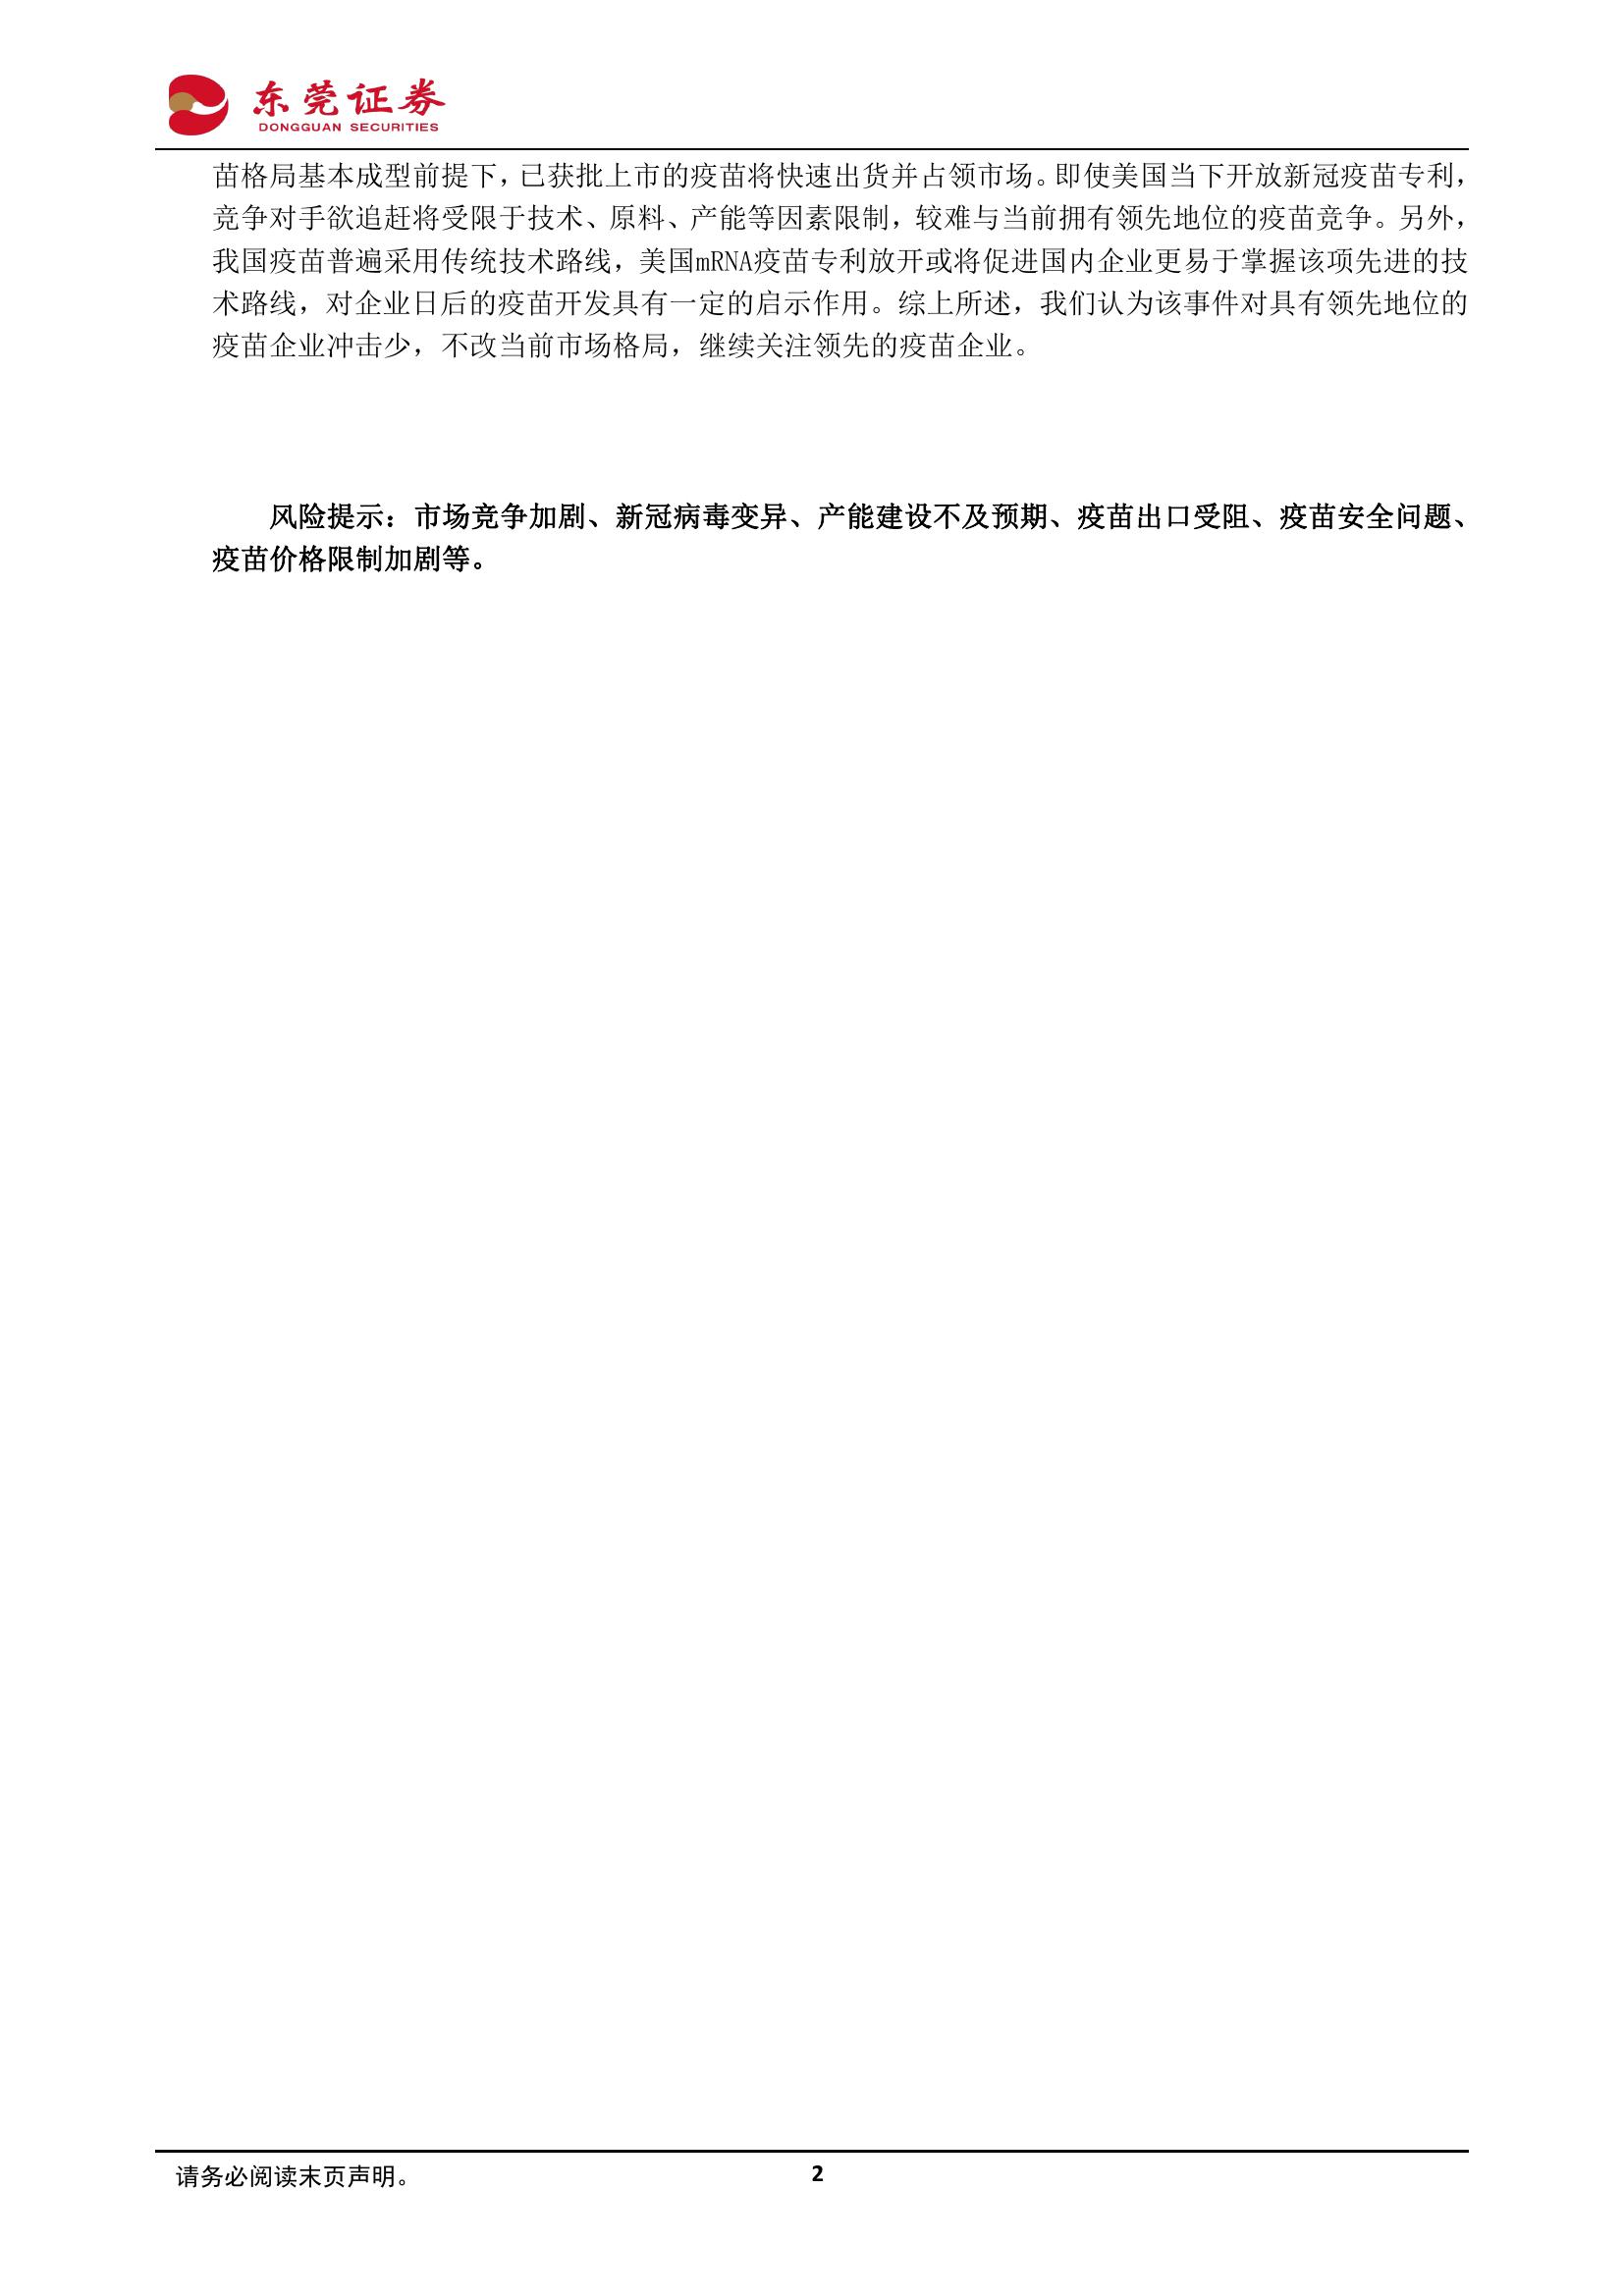 东莞证券
DONGGUAN SECURITIES
苗格局基本成型前提下，已获批上市的疫苗将快速出货并占领市场。即使美国当下开放新冠疫苗专利，
竞争对手欲追赶将受限于技术、原料、产能等因素限制，较难与当前拥有领先地位的疫苗竞争。另外，
我国疫苗普遍采用传统技术路线，美国mRNA疫苗专利放开或将促进国内企业更易于掌握该项先进的技
术路线，对企业日后的疫苗开发具有一定的启示作用。综上所述，我们认为该事件对具有领先地位的
疫苗企业冲击少，不改当前市场格局，继续关注领先的疫苗企业。
风险提示：市场竞争加剧、新冠病毒变异、产能建设不及预期、疫苗出口受阻、疫苗安全问题、
疫苗价格限制加剧等。
请务必阅读末页声明。
2